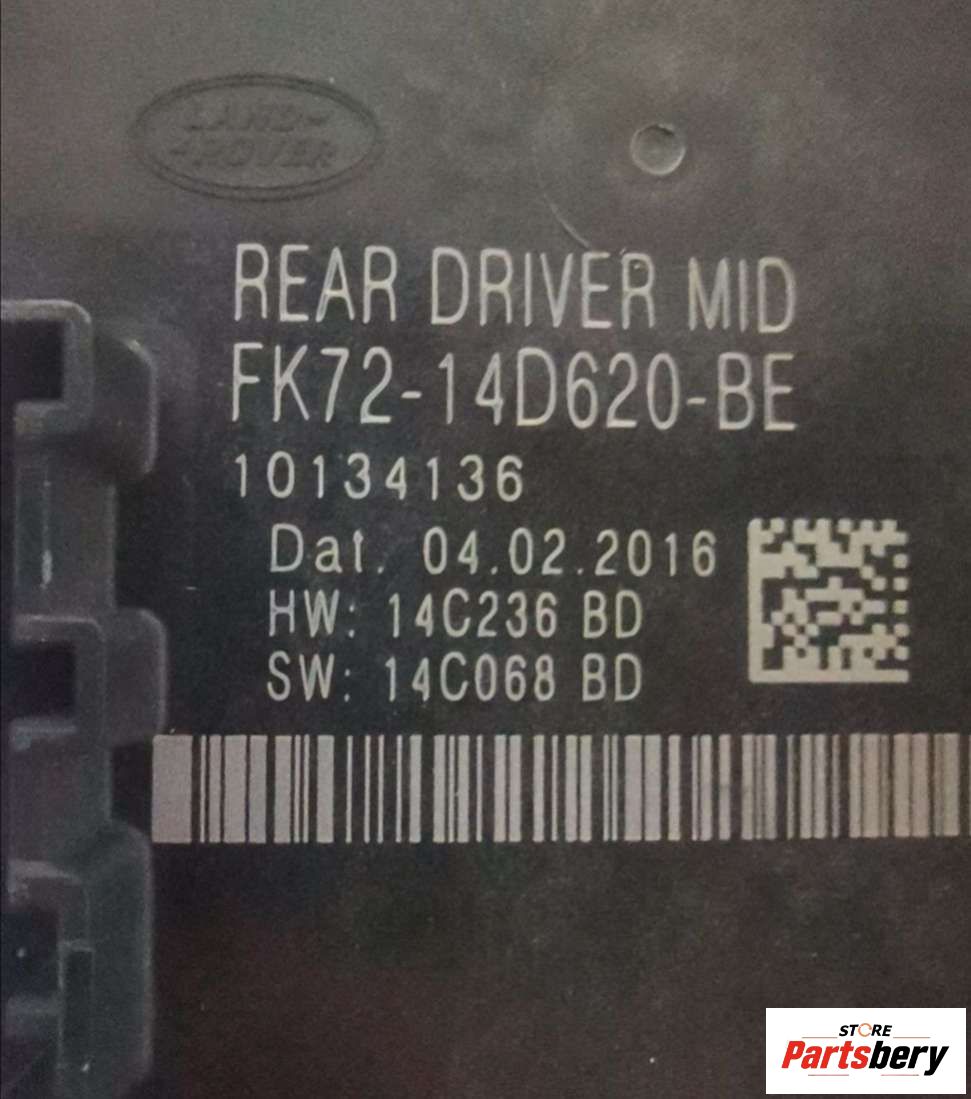 LAND-
-ROVER
REAR DRIVER MID
FK72-14D620-BE
10134136
Dat. 04.02.2016
HW: 14C236 BD
SW: 14C068 BD
STORE
Partsbery